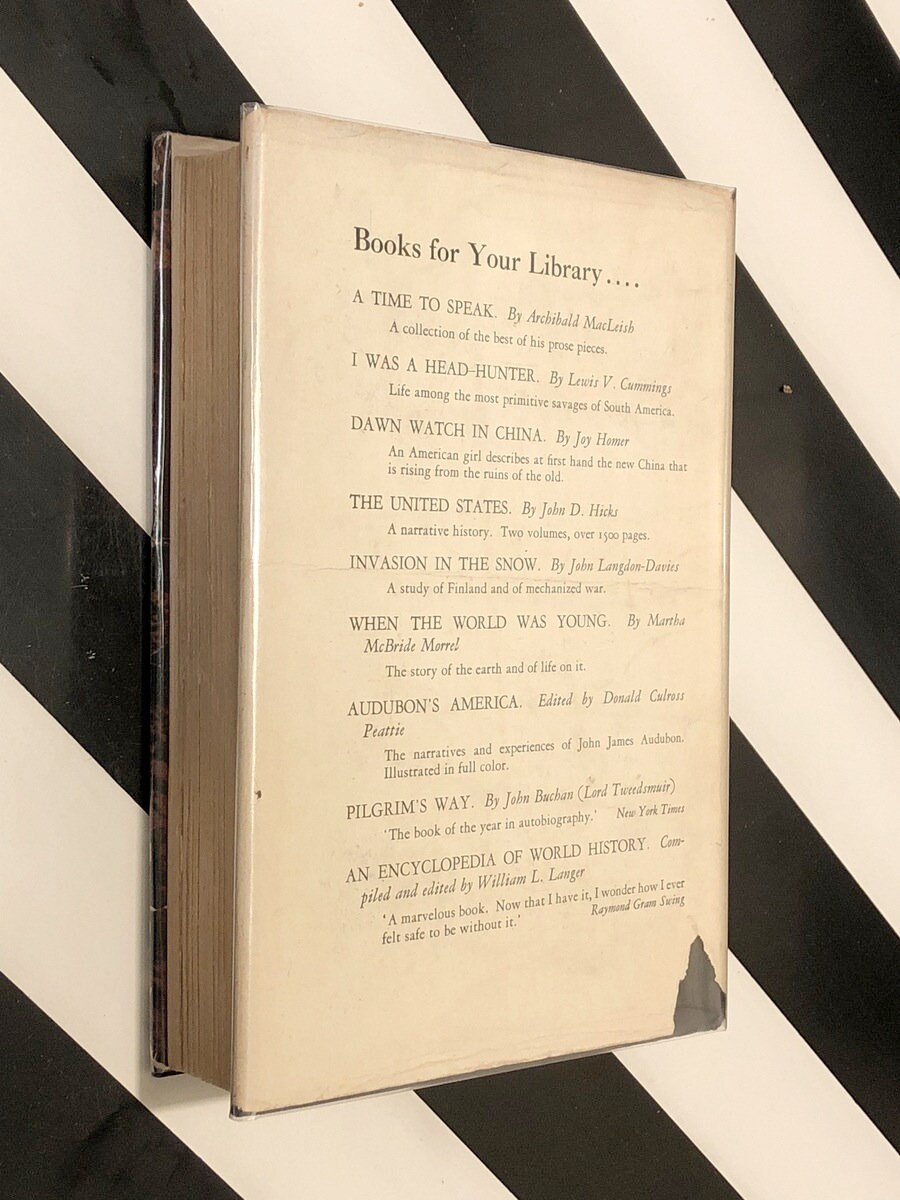 Books for Your Library....
A TIME TO SPEAK. By Archibald MacLeish
A collection of the best of his prose pieces.
I WAS A HEAD-HUNTER. By Lewis V. Cummings
Life among the most primitive savages of South America.
DAWN WATCH IN CHINA. By Joy Homer
An American girl describes at first hand the new China that
is rising from the ruins of the old.
THE UNITED STATES. By John D. Hicks
A narrative history. Two volumes, over 1500 pages.
INVASION IN THE SNOW. By John Langdon-Davies
A study of Finland and of mechanized war.
WHEN THE WORLD WAS YOUNG. By Martha
McBride Morrel
The story of the earth and of life on it.
AUDUBON'S AMERICA. Edited by Donald Culross
Peattie
The narratives and experiences of John James Audubon.
Illustrated in full color.
PILGRIM'S WAY. By John Buchan (Lord Tweedsmuir)
'The book of the year in autobiography.' New York Times
AN ENCYCLOPEDIA OF WORLD HISTORY. Com-
piled and edited by William L. Langer
'A marvelous book. Now that I have it, I wonder how I ever
felt safe to be without it.' Raymond Gram Swing